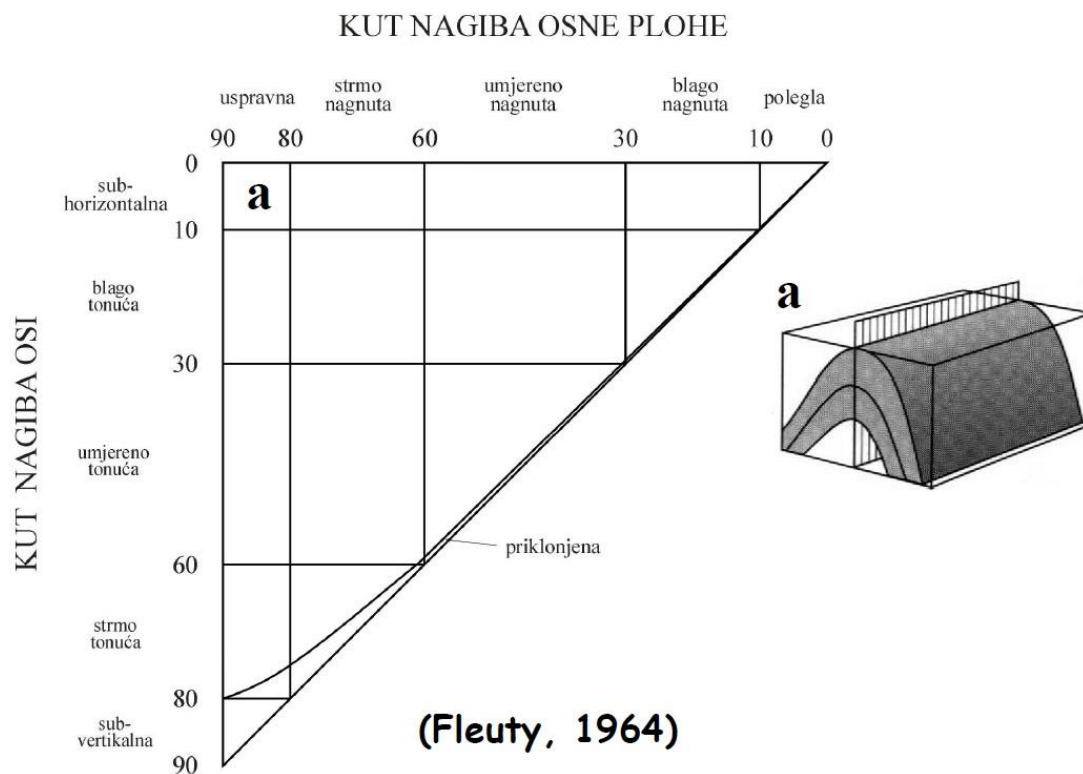 KUT NAGIBA OSNE PLOHE
uspravna
strmo
nagnuta
umjereno
nagnuta
blago
nagnuta
polegla
90 80 60 30 10 0
KUT NAGIBA OSI
0
sub-
horizontalna
10
blago
tonuća
30
umjereno
tonuća
60
strmo
tonuća
80
sub-
vertikalna
90
a
priklonjena
a
(Fleuty, 1964)